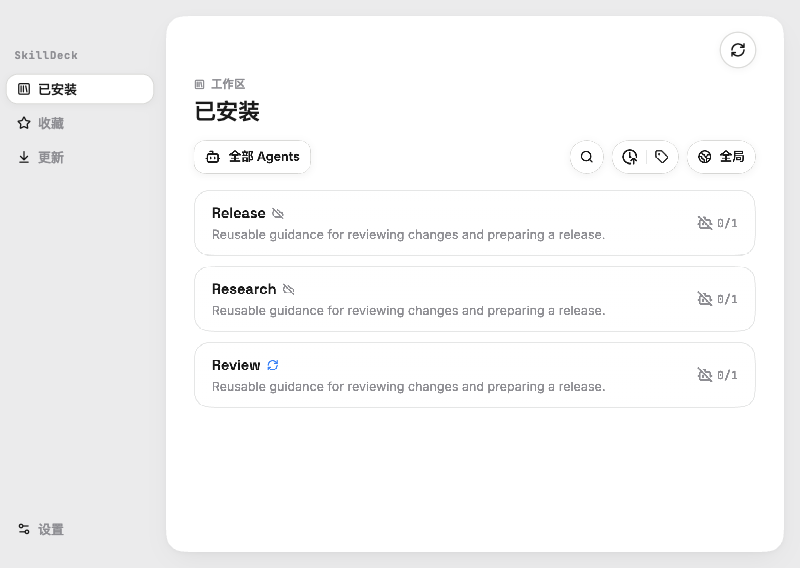 SkillDeck
已安装
收藏
更新
设置
工作区
已安装
全部 Agents
全局
Release
Reusable guidance for reviewing changes and preparing a release.
0/1
Research
Reusable guidance for reviewing changes and preparing a release.
0/1
Review
Reusable guidance for reviewing changes and preparing a release.
0/1